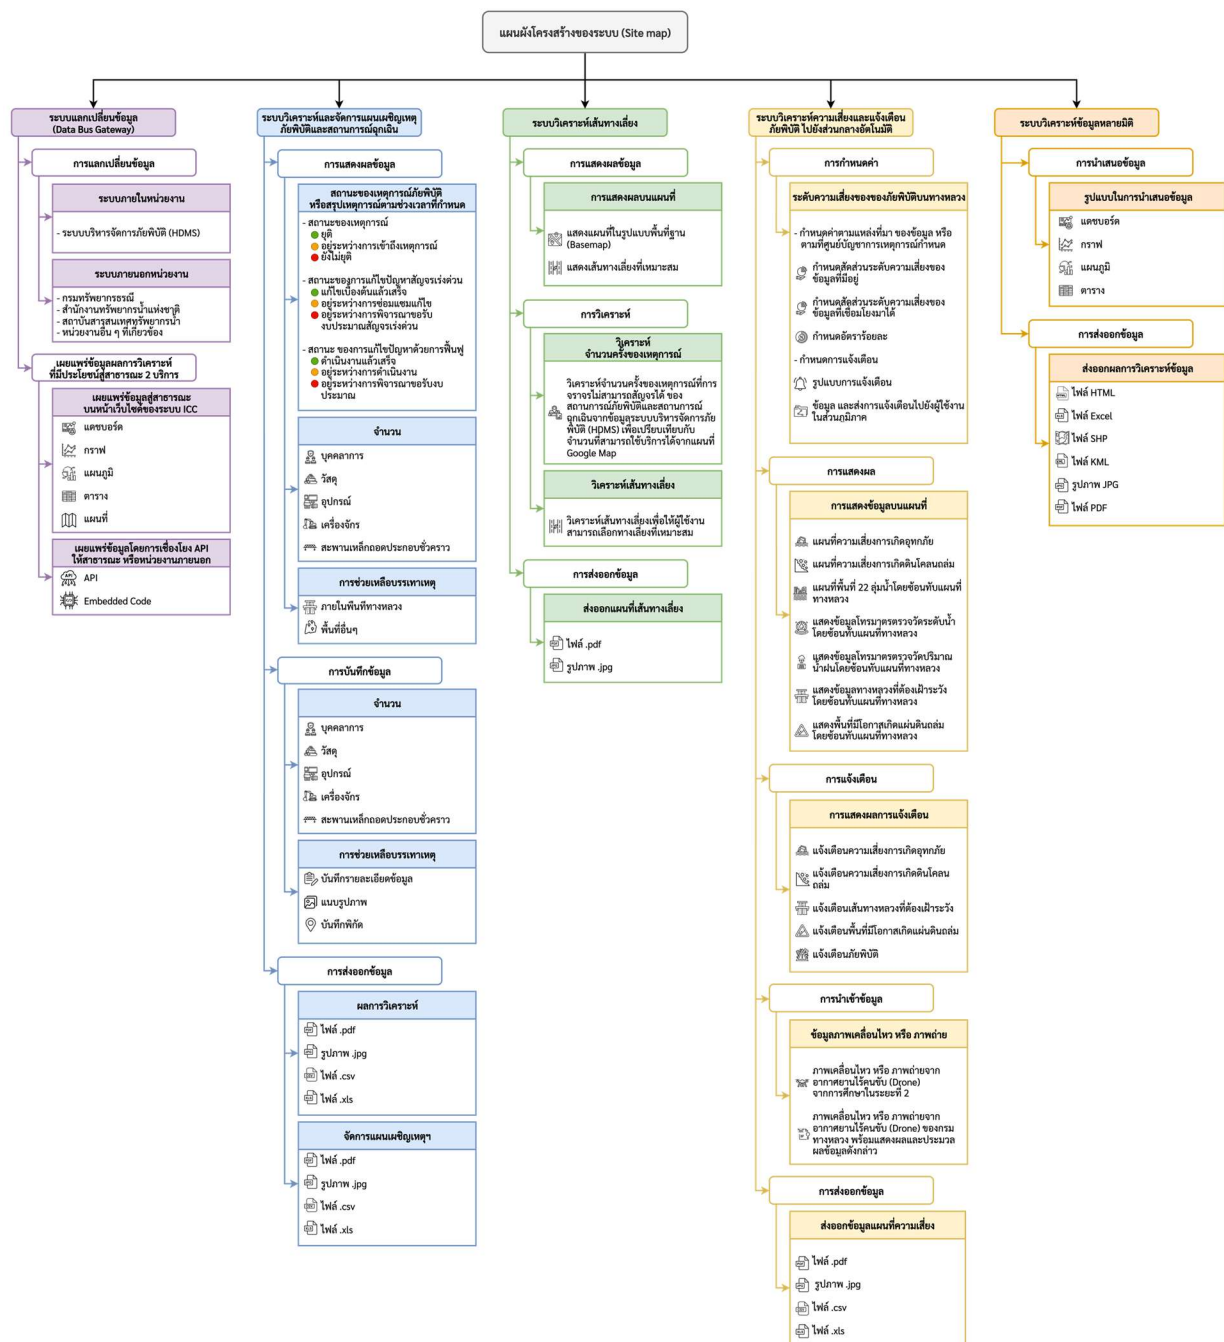 แผนผังโครงสร้างของระบบ (Site map)
ระบบแลกเปลี่ยนข้อมูล
(Data Bus Gateway)
การแลกเปลี่ยนข้อมูล
ระบบภายในหน่วยงาน
- ระบบบริหารจัดการภัยพิบัติ (HDMS)
ระบบภายนอกหน่วยงาน
- กรมทรัพยากรธรณี
- สำนักงานทรัพยากรน้ำแห่งชาติ
- สถาบันสารสนเทศทรัพยากรน้ำ
- หน่วยงานอื่น ๆ ที่เกี่ยวข้อง
เผยแพร่ข้อมูลผลการวิเคราะห์
ที่มีประโยชน์สู่สาธารณะ 2 บริการ
เผยแพร่ข้อมูลสู่สาธารณะ
บนหน้าเว็บไซต์ของระบบ ICC
แดชบอร์ด
กราฟ
แผนภูมิ
ตาราง
แผนที่
เผยแพร่ข้อมูลโดยการเชื่อมโยง API
ให้สาธารณะ หรือหน่วยงานภายนอก
API
Embedded Code
ระบบวิเคราะห์และจัดการแผนเผชิญเหตุ
ภัยพิบัติและสถานการณ์ฉุกเฉิน
การแสดงผลข้อมูล
สถานะของเหตุการณ์ภัยพิบัติ
หรือสรุปเหตุการณ์ตามช่วงเวลาที่กำหนด
- สถานะของเหตุการณ์
ยุติ
อยู่ระหว่างการเข้าถึงเหตุการณ์
ยังไม่ยุติ
- สถานะของการแก้ไขปัญหาสัญจรเร่งด่วน
แก้ไขเบื้องต้นแล้วเสร็จ
อยู่ระหว่างการซ่อมแซมแก้ไข
อยู่ระหว่างการพิจารณาขอรับ
งบประมาณสัญจรเร่งด่วน
- สถานะ ของการแก้ไขปัญหาด้วยการฟื้นฟู
ดำเนินงานแล้วเสร็จ
อยู่ระหว่างการดำเนินงาน
อยู่ระหว่างการพิจารณาขอรับงบ
ประมาณ
จำนวน
บุคคลาการ
วัสดุ
อุปกรณ์
เครื่องจักร
สะพานเหล็กถอดประกอบชั่วคราว
การช่วยเหลือบรรเทาเหตุ
ภายในพื้นที่ทางหลวง
พื้นที่อื่นๆ
การบันทึกข้อมูล
จำนวน
บุคคลาการ
วัสดุ
อุปกรณ์
เครื่องจักร
สะพานเหล็กถอดประกอบชั่วคราว
การช่วยเหลือบรรเทาเหตุ
บันทึกรายละเอียดข้อมูล
แนบรูปภาพ
บันทึกพิกัด
การส่งออกข้อมูล
ผลการวิเคราะห์
ไฟล์ .pdf
รูปภาพ .jpg
ไฟล์ .csv
ไฟล์ .xls
จัดการแผนเผชิญเหตุฯ
ไฟล์ .pdf
รูปภาพ .jpg
ไฟล์ .csv
ไฟล์ .xls
ระบบวิเคราะห์เส้นทางเลี่ยง
การแสดงผลข้อมูล
การแสดงผลบนแผนที่
แสดงแผนที่ในรูปแบบพื้นที่ฐาน
(Basemap)
แสดงเส้นทางเลี่ยงที่เหมาะสม
การวิเคราะห์
วิเคราะห์
จำนวนครั้งของเหตุการณ์
วิเคราะห์จำนวนครั้งของเหตุการณ์ที่การ
จราจรไม่สามารถสัญจรได้ ของ
สถานการณ์ภัยพิบัติและสถานการณ์
ฉุกเฉินจากข้อมูลระบบบริหารจัดการภัย
พิบัติ (HDMS) เพื่อเปรียบเทียบกับ
จำนวนที่สามารถใช้บริการได้จากแผนที่
Google Map
วิเคราะห์เส้นทางเลี่ยง
วิเคราะห์เส้นทางเลี่ยงเพื่อให้ผู้ใช้งาน
สามารถเลือกทางเลี่ยงที่เหมาะสม
การส่งออกข้อมูล
ส่งออกแผนที่เส้นทางเลี่ยง
ไฟล์ .pdf
รูปภาพ .jpg
ระบบวิเคราะห์ความเสี่ยงและแจ้งเตือน
ภัยพิบัติ ไปยังส่วนกลางอัตโนมัติ
การกำหนดค่า
ระดับความเสี่ยงของของภัยพิบัติบนทางหลวง
- กำหนดค่าตามแหล่งที่มา ของข้อมูล หรือ
ตามที่ศูนย์บัญชาการเหตุการณ์กำหนด
กำหนดสัดส่วนระดับความเสี่ยงของ
ข้อมูลที่มีอยู่
กำหนดสัดส่วนระดับความเสี่ยงของ
ข้อมูลที่เชื่อมโยงมาได้
กำหนดอัตราร้อยละ
- กำหนดการแจ้งเตือน
รูปแบบการแจ้งเตือน
ข้อมูล และส่งการแจ้งเตือนไปยังผู้ใช้งาน
ในส่วนภูมิภาค
การแสดงผล
การแสดงข้อมูลบนแผนที่
แผนที่ความเสี่ยงการเกิดอุทกภัย
แผนที่ความเสี่ยงการเกิดดินโคลนถล่ม
แผนที่พื้นที่ 22 ลุ่มน้ำโดยซ้อนทับแผนที่
ทางหลวง
แสดงข้อมูลโทรมาตรตรวจวัดระดับน้ำ
โดยซ้อนทับแผนที่ทางหลวง
แสดงข้อมูลโทรมาตรตรวจวัดปริมาณ
น้ำฝนโดยซ้อนทับแผนที่ทางหลวง
แสดงข้อมูลทางหลวงที่ต้องเฝ้าระวัง
โดยซ้อนทับแผนที่ทางหลวง
แสดงพื้นที่มีโอกาสเกิดแผ่นดินถล่ม
โดยซ้อนทับแผนที่ทางหลวง
การแจ้งเตือน
การแสดงผลการแจ้งเตือน
แจ้งเตือนความเสี่ยงการเกิดอุทกภัย
แจ้งเตือนความเสี่ยงการเกิดดินโคลน
ถล่ม
แจ้งเตือนเส้นทางหลวงที่ต้องเฝ้าระวัง
แจ้งเตือนพื้นที่มีโอกาสเกิดแผ่นดินถล่ม
แจ้งเตือนภัยพิบัติ
การนำเข้าข้อมูล
ข้อมูลภาพเคลื่อนไหว หรือ ภาพถ่าย
ภาพเคลื่อนไหว หรือ ภาพถ่ายจาก
อากาศยานไร้คนขับ (Drone)
จากการศึกษาในระยะที่ 2
ภาพเคลื่อนไหว หรือ ภาพถ่ายจาก
อากาศยานไร้คนขับ (Drone) ของกรม
ทางหลวง พร้อมแสดงผลและประมวล
ผลข้อมูลดังกล่าว
การส่งออกข้อมูล
ส่งออกข้อมูลแผนที่ความเสี่ยง
ไฟล์ .pdf
รูปภาพ .jpg
ไฟล์ .csv
ไฟล์ .xls
ระบบวิเคราะห์ข้อมูลหลายมิติ
การนำเสนอข้อมูล
รูปแบบในการนำเสนอข้อมูล
แดชบอร์ด
กราฟ
แผนภูมิ
ตาราง
การส่งออกข้อมูล
ส่งออกผลการวิเคราะห์ข้อมูล
ไฟล์ HTML
ไฟล์ Excel
ไฟล์ SHP
ไฟล์ KML
รูปภาพ JPG
ไฟล์ PDF